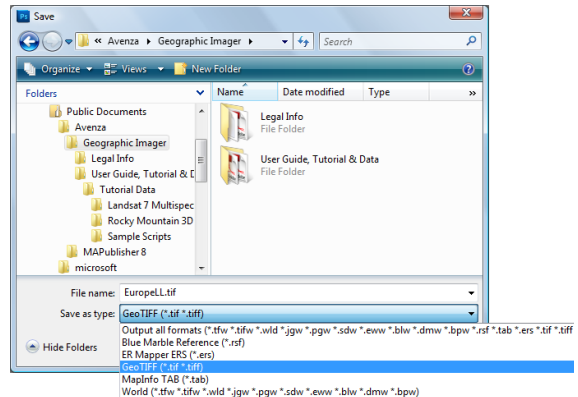 Ps Save
« Avenza ▸ Geographic Imager ▸
Search
Organize Views New Folder
Folders
Name Date modified Type »
Public Documents
Avenza
Geographic Imager
Legal Info
User Guide, Tutorial & D
Tutorial Data
Landsat 7 Multispec
Rocky Mountain 3D
Sample Scripts
MAPublisher 8
microsoft
Legal Info
File Folder
User Guide, Tutorial & Data
File Folder
File name: EuropeLL.tif
Save as type: GeoTIFF (*.tif *.tiff)
Output all formats (*.tfw *.tifw *.wld *.jgw *.pgw *.sdw *.eww *.blw *.dmw *.bpw *.rsf *.tab *.ers *.tif *.tiff
Blue Marble Reference (*.rsf)
ER Mapper ERS (*.ers)
GeoTIFF (*.tif *.tiff)
MapInfo TAB (*.tab)
World (*.tfw *.tifw *.wld *.jgw *.pgw *.sdw *.eww *.blw *.dmw *.bpw)
Hide Folders